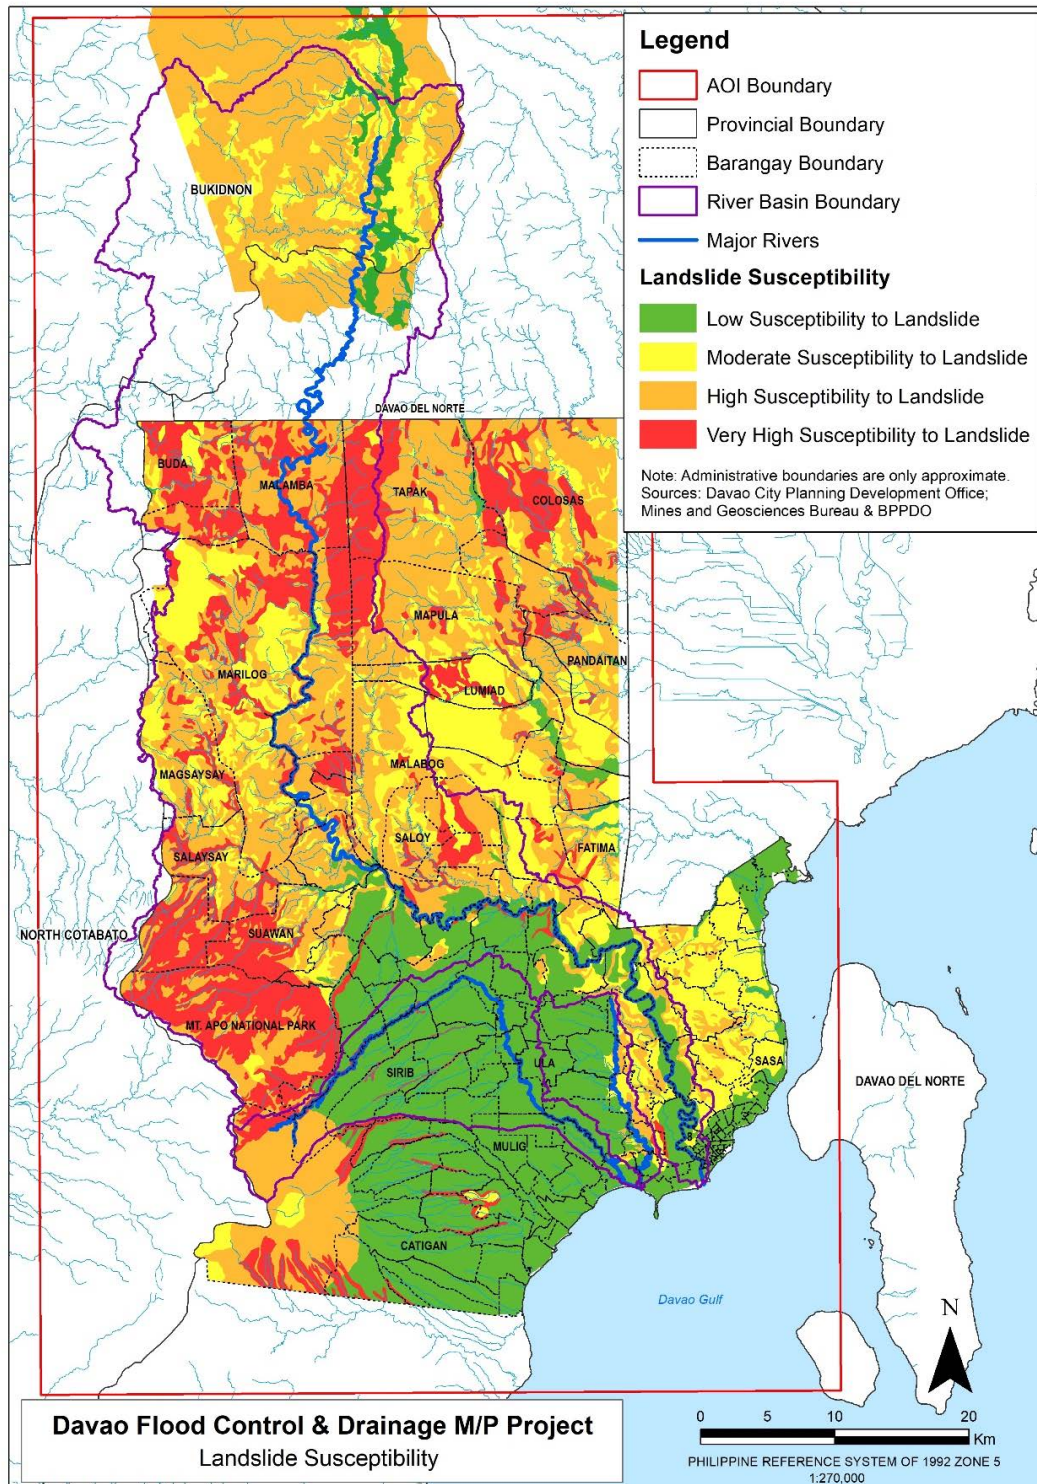 Legend
AOI Boundary
Provincial Boundary
Barangay Boundary
River Basin Boundary
Major Rivers
Landslide Susceptibility
Low Susceptibility to Landslide
Moderate Susceptibility to Landslide
High Susceptibility to Landslide
Very High Susceptibility to Landslide
Note: Administrative boundaries are only approximate.
Sources: Davao City Planning Development Office;
Mines and Geosciences Bureau & BPPDO
BUKIDNON
DAVAO DEL NORTE
BUDA
MALAMBA
TAPAK
COLOSAS
MAPULA
PANDAITAN
MARILOG
LUMIAD
MAGSAYSAY
MALABOG
SALOY
FATIMA
SALAYSAY
NORTH COTABATO
SUAWAN
MT. APO NATIONAL PARK
SIRIB
ULA
SASA
DAVAO DEL NORTE
MULIG
CATIGAN
Davao Gulf
N
0 5 10 20
Km
PHILIPPINE REFERENCE SYSTEM OF 1992 ZONE 5
1:270,000
Davao Flood Control & Drainage M/P Project
Landslide Susceptibility